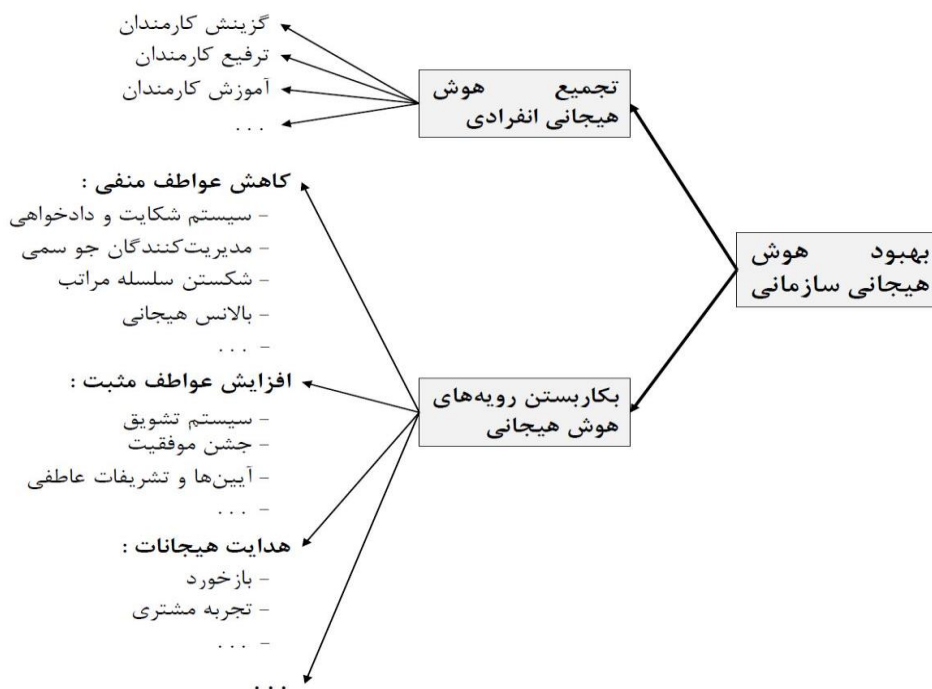 بهبود هوش
هیجانی سازمانی
تجمیع هوش
هیجانی انفرادی
گزینش کارمندان
ترفیع کارمندان
آموزش کارمندان
. . .
بکاربستن رویه‌های
هوش هیجانی
کاهش عواطف منفی :
- سیستم شکایت و دادخواهی
- مدیریت‌کنندگان جو سمی
- شکستن سلسله مراتب
- بالانس هیجانی
- . . .
افزایش عواطف مثبت :
- سیستم تشویق
- جشن موفقیت
- آیین‌ها و تشریفات عاطفی
- . . .
هدایت هیجانات :
- بازخورد
- تجربه مشتری
- . . .
. . .